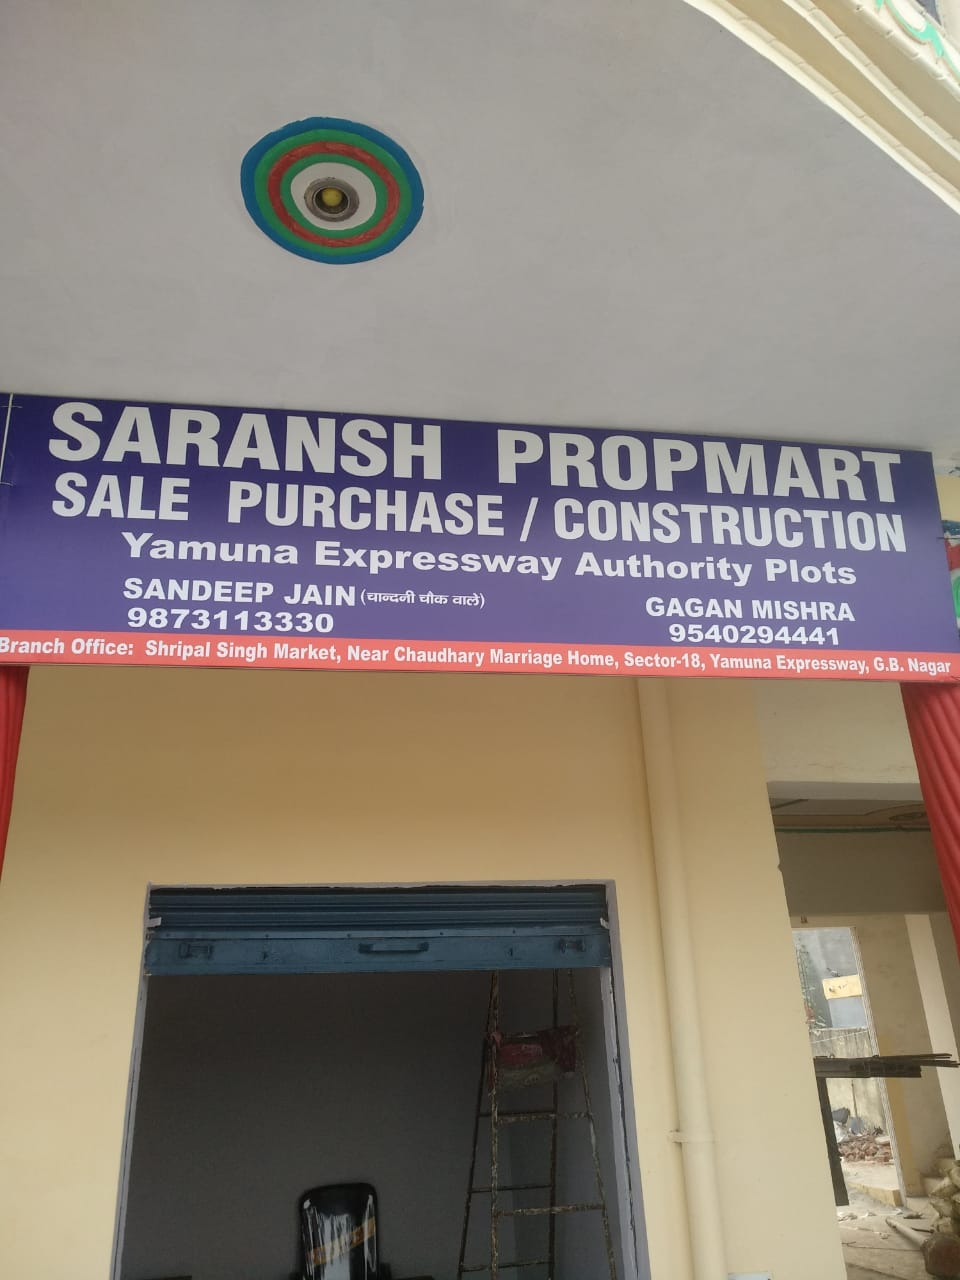 SARANSH PROPMART
SALE PURCHASE / CONSTRUCTION
Yamuna Expressway Authority Plots
SANDEEP JAIN (चान्दनी चौक वाले)
9873113330
GAGAN MISHRA
9540294441
Branch Office: Shripal Singh Market, Near Chaudhary Marriage Home, Sector-18, Yamuna Expressway, G.B. Nagar